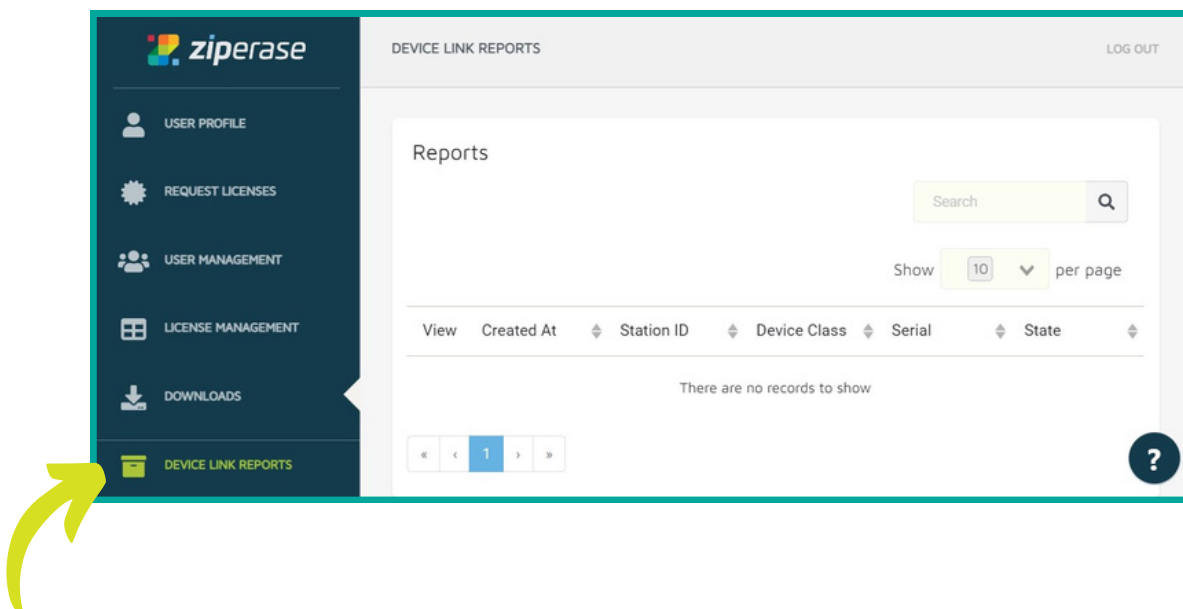 ziperase
DEVICE LINK REPORTS
LOG OUT
USER PROFILE
REQUEST LICENSES
USER MANAGEMENT
LICENSE MANAGEMENT
DOWNLOADS
DEVICE LINK REPORTS
Reports
Search
Show 10 per page
View Created At Station ID Device Class Serial State
There are no records to show
« ‹ 1 › »
?